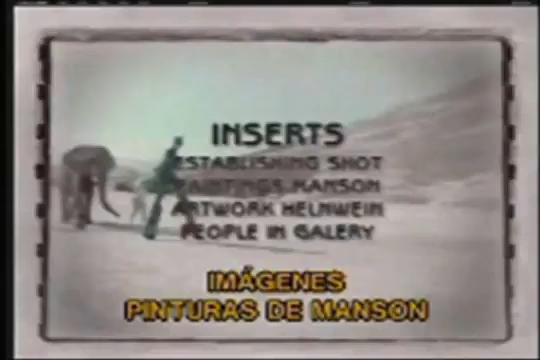 INSERTS
ESTABLISHING SHOT
PAINTINGS MANSON
ARTWORK HELNWEIN
PEOPLE IN GALERY
IMÁGENES
PINTURAS DE MANSON